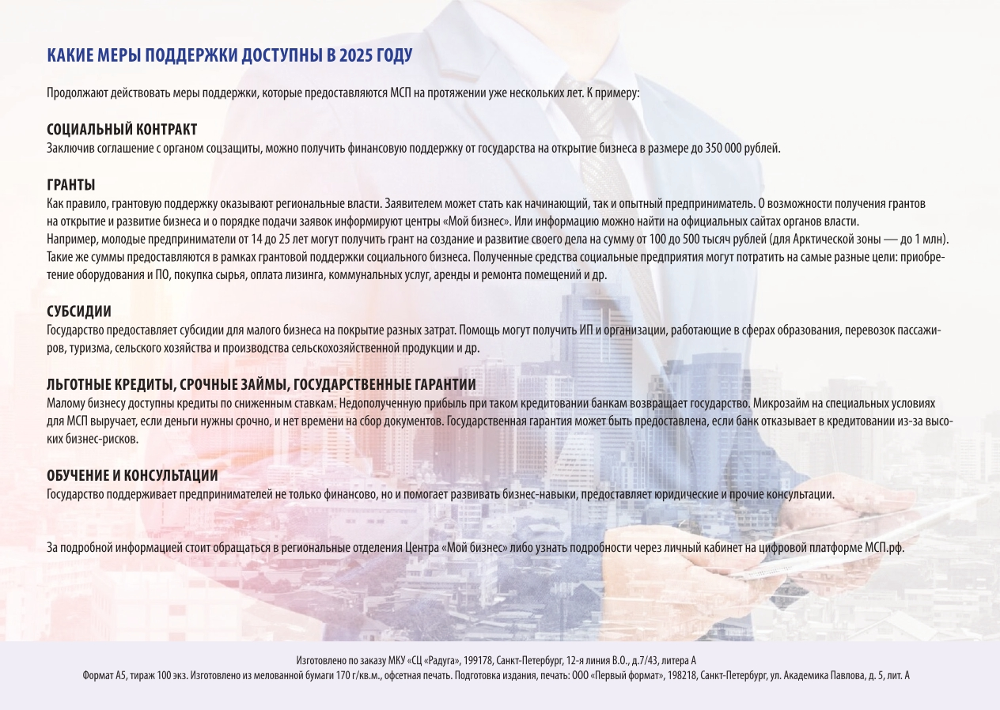 КАКИЕ МЕРЫ ПОДДЕРЖКИ ДОСТУПНЫ В 2025 ГОДУ
Продолжают действовать меры поддержки, которые предоставляются МСП на протяжении уже нескольких лет. К примеру:
СОЦИАЛЬНЫЙ КОНТРАКТ
Заключив соглашение с органом соцзащиты, можно получить финансовую поддержку от государства на открытие бизнеса в размере до 350 000 рублей.
ГРАНТЫ
Как правило, грантовую поддержку оказывают региональные власти. Заявителем может стать как начинающий, так и опытный предприниматель. О возможности получения грантов
на открытие и развитие бизнеса и о порядке подачи заявок информируют центры «Мой бизнес». Или информацию можно найти на официальных сайтах органов власти.
Например, молодые предприниматели от 14 до 25 лет могут получить грант на создание и развитие своего дела на сумму от 100 до 500 тысяч рублей (для Арктической зоны — до 1 млн).
Такие же суммы предоставляются в рамках грантовой поддержки социального бизнеса. Полученные средства социальные предприятия могут потратить на самые разные цели: приобре-
тение оборудования и ПО, покупка сырья, оплата лизинга, коммунальных услуг, аренды и ремонта помещений и др.
СУБСИДИИ
Государство предоставляет субсидии для малого бизнеса на покрытие разных затрат. Помощь могут получить ИП и организации, работающие в сферах образования, перевозок пассажи-
ров, туризма, сельского хозяйства и производства сельскохозяйственной продукции и др.
ЛЬГОТНЫЕ КРЕДИТЫ, СРОЧНЫЕ ЗАЙМЫ, ГОСУДАРСТВЕННЫЕ ГАРАНТИИ
Малому бизнесу доступны кредиты по сниженным ставкам. Недополученную прибыль при таком кредитовании банкам возвращает государство. Микрозайм на специальных условиях
для МСП выручает, если деньги нужны срочно, и нет времени на сбор документов. Государственная гарантия может быть предоставлена, если банк отказывает в кредитовании из-за высо-
ких бизнес-рисков.
ОБУЧЕНИЕ И КОНСУЛЬТАЦИИ
Государство поддерживает предпринимателей не только финансово, но и помогает развивать бизнес-навыки, предоставляет юридические и прочие консультации.
За подробной информацией стоит обращаться в региональные отделения Центра «Мой бизнес» либо узнать подробности через личный кабинет на цифровой платформе МСП.рф.
Изготовлено по заказу МКУ «СЦ «Радуга», 199178, Санкт-Петербург, 12-я линия В.О., д.7/43, литера А
Формат А5, тираж 100 экз. Изготовлено из мелованной бумаги 170 г/кв.м., офсетная печать. Подготовка издания, печать: ООО «Первый формат», 198218, Санкт-Петербург, ул. Академика Павлова, д. 5, лит. А